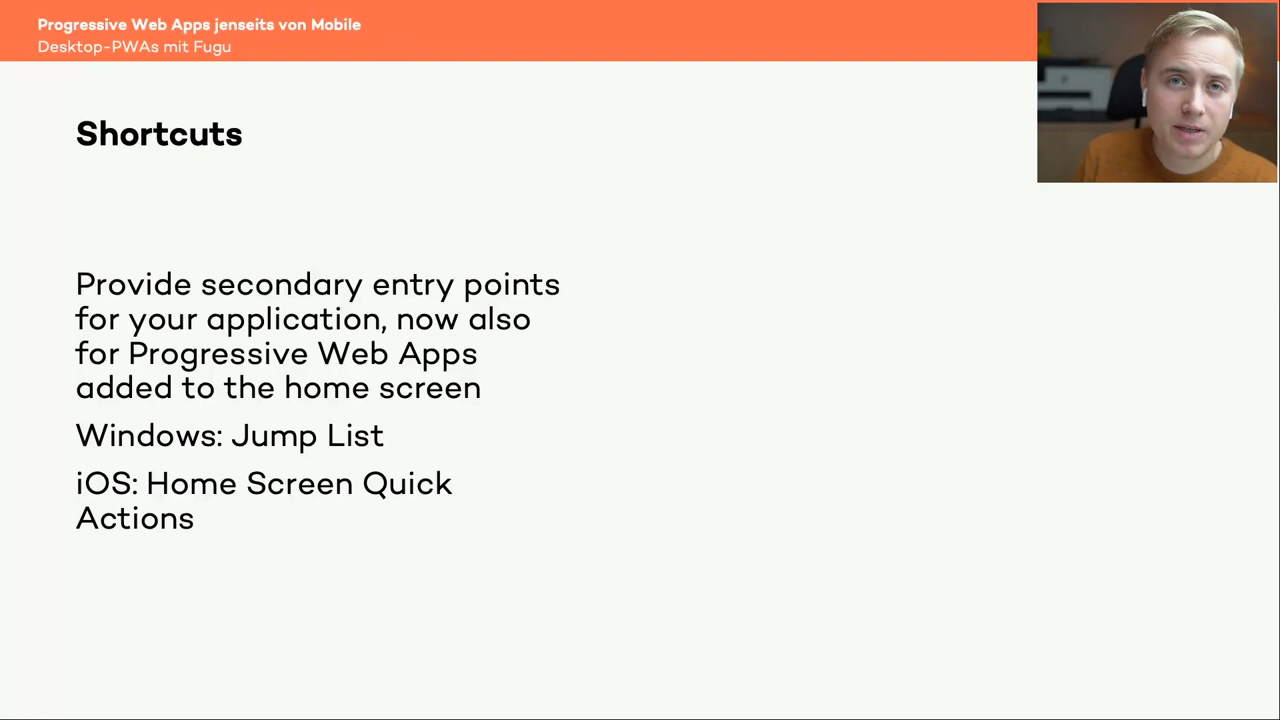 Progressive Web Apps jenseits von Mobile
Desktop-PWAs mit Fugu
Shortcuts
Provide secondary entry points
for your application, now also
for Progressive Web Apps
added to the home screen
Windows: Jump List
iOS: Home Screen Quick
Actions